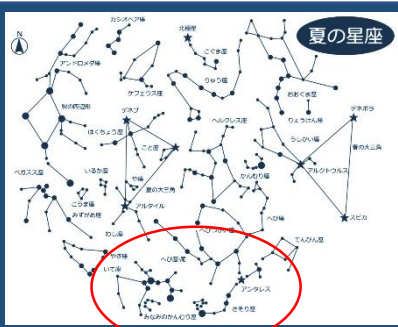 夏の星座
N
カシオペア座
北極星
こぐま座
アンドロメダ座
ケフェウス座
りゅう座
おおぐま座
秋の四辺形
デネブ
ヘルクレス座
りょうけん座
デネボラ
はくちょう座
こと座
うしかい座
春の大三角
ペガスス座
いるか座
や座
夏の大三角
かんむり座
アルクトゥルス
こうま座
みずがめ座
アルタイル
へび座
スピカ
わし座
へびつかい座
てんびん座
やぎ座
いて座
へび座・尾
アンタレス
さそり座
みなみのかんむり座